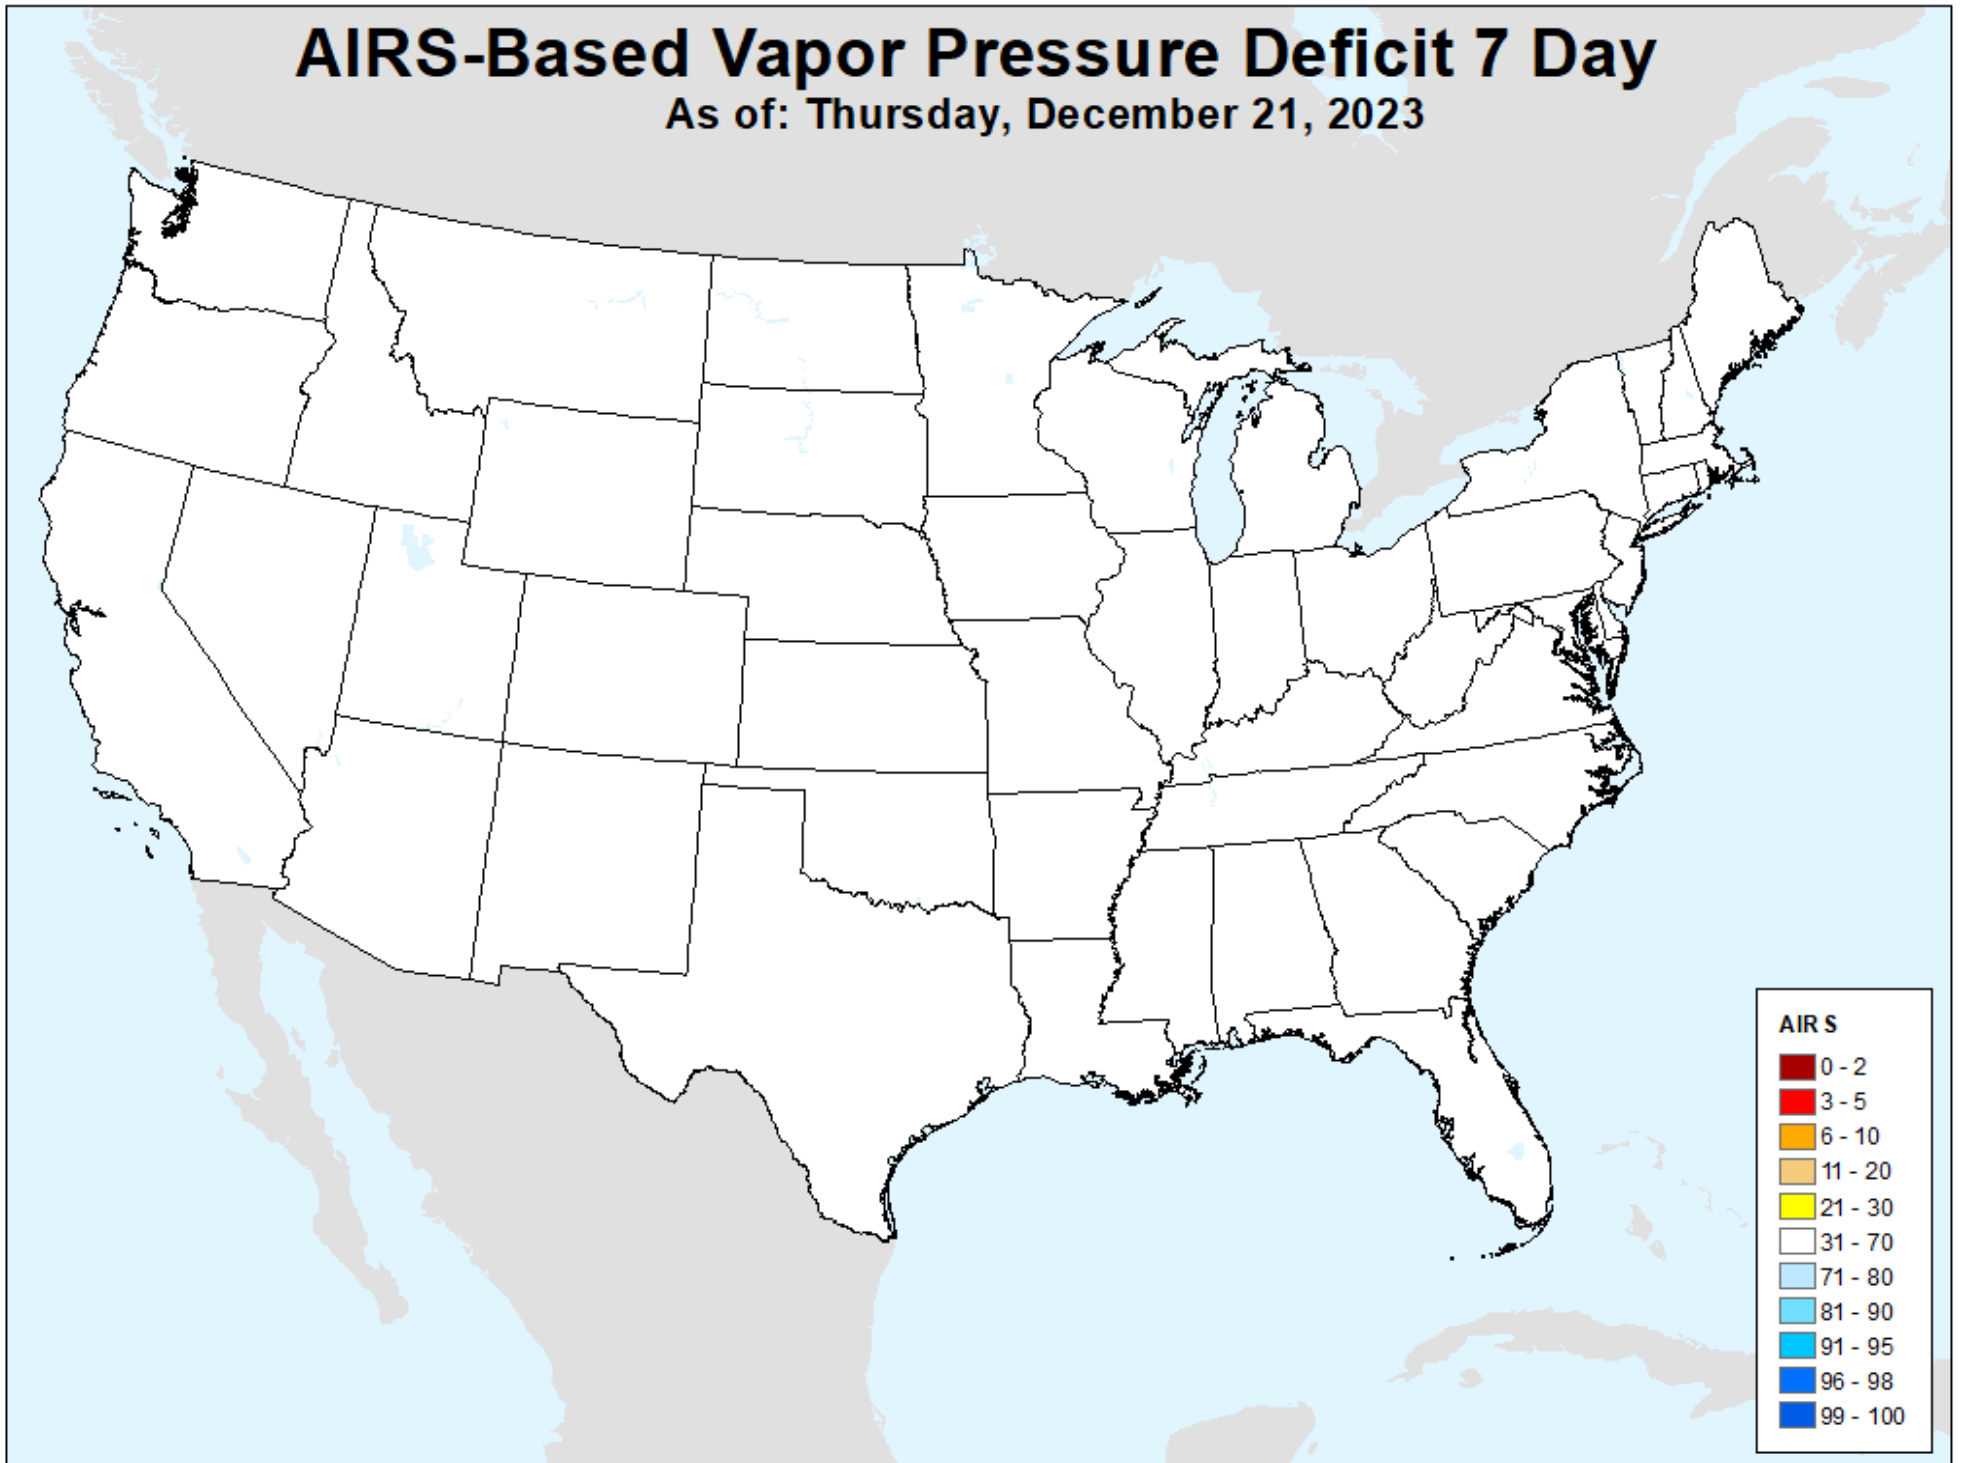 AIRS-Based Vapor Pressure Deficit 7 Day
As of: Thursday, December 21, 2023
AIRS
0 - 2
3 - 5
6 - 10
11 - 20
21 - 30
31 - 70
71 - 80
81 - 90
91 - 95
96 - 98
99 - 100